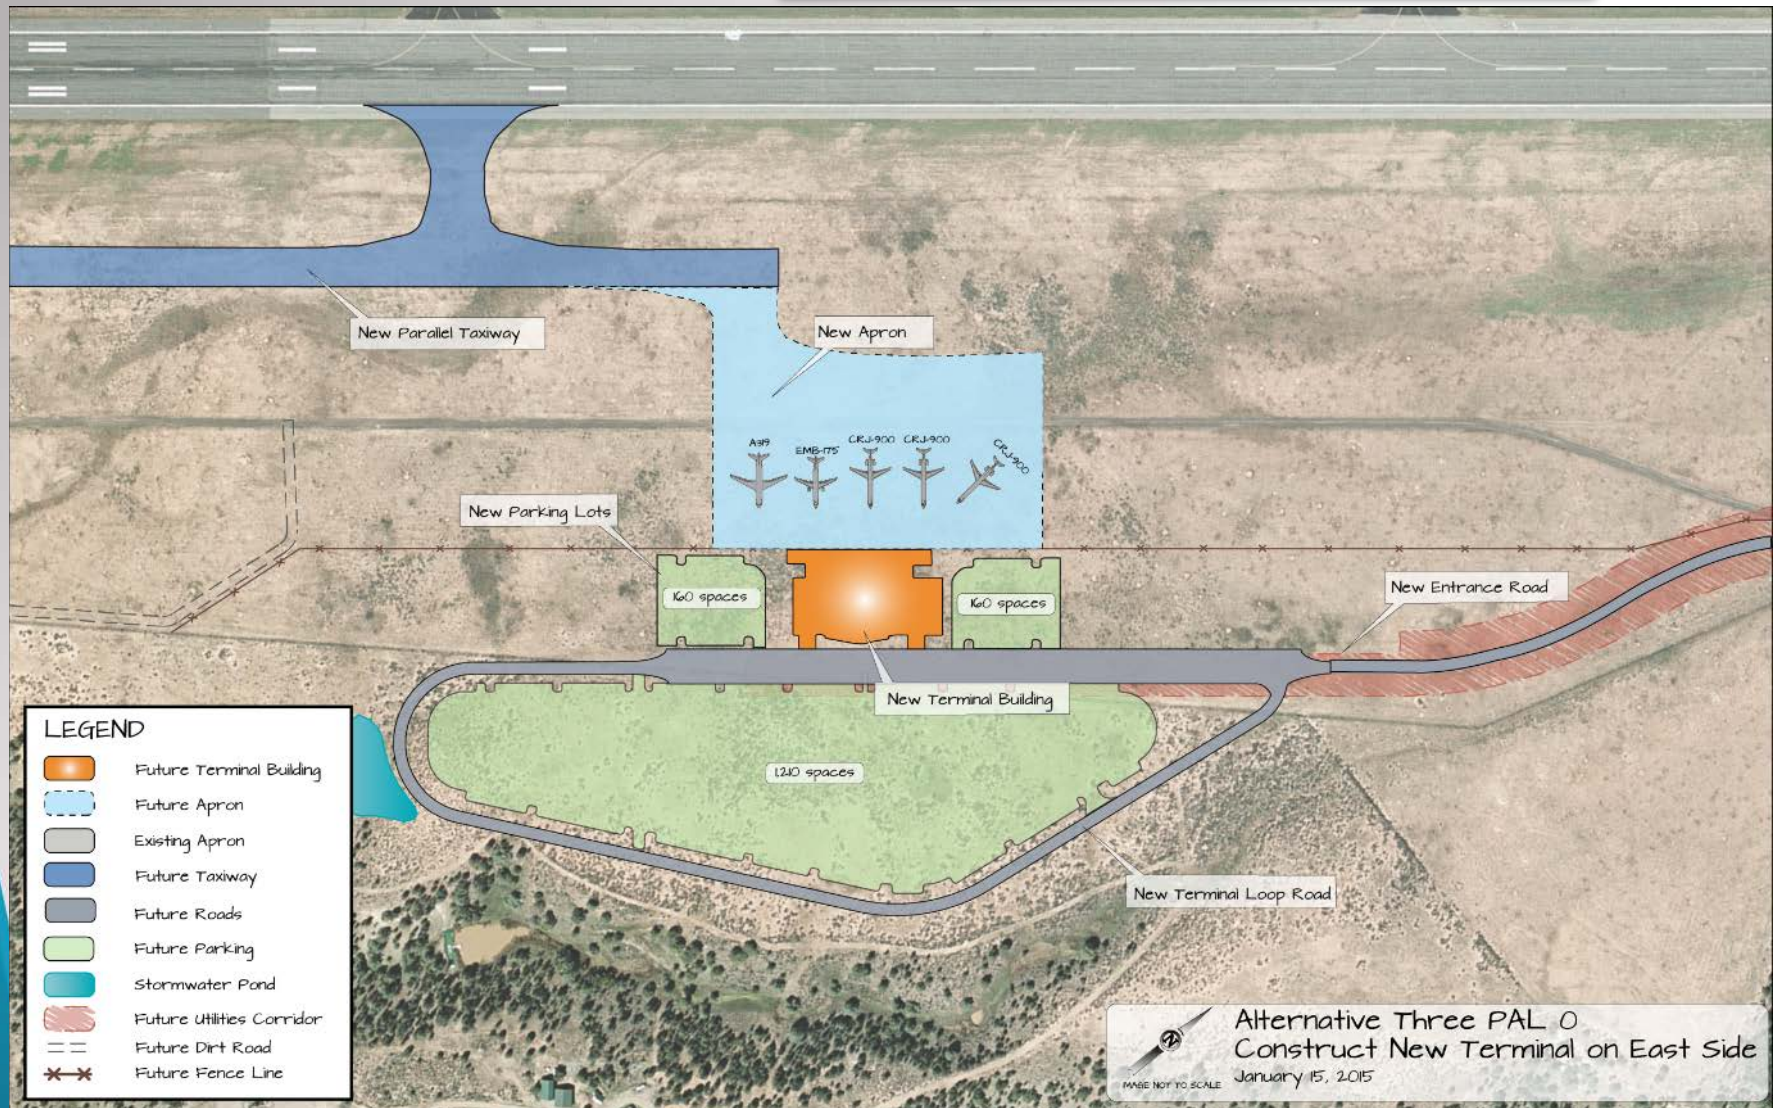 New Parallel Taxiway
New Apron
A319
EMB-175
CRJ-900
CRJ-900
CRJ-900
New Parking Lots
160 spaces
160 spaces
New Entrance Road
New Terminal Building
1,210 spaces
New Terminal Loop Road
LEGEND
Future Terminal Building
Future Apron
Existing Apron
Future Taxiway
Future Roads
Future Parking
Stormwater Pond
Future Utilities Corridor
Future Dirt Road
Future Fence Line
N
IMAGE NOT TO SCALE
Alternative Three PAL 0
Construct New Terminal on East Side
January 15, 2015